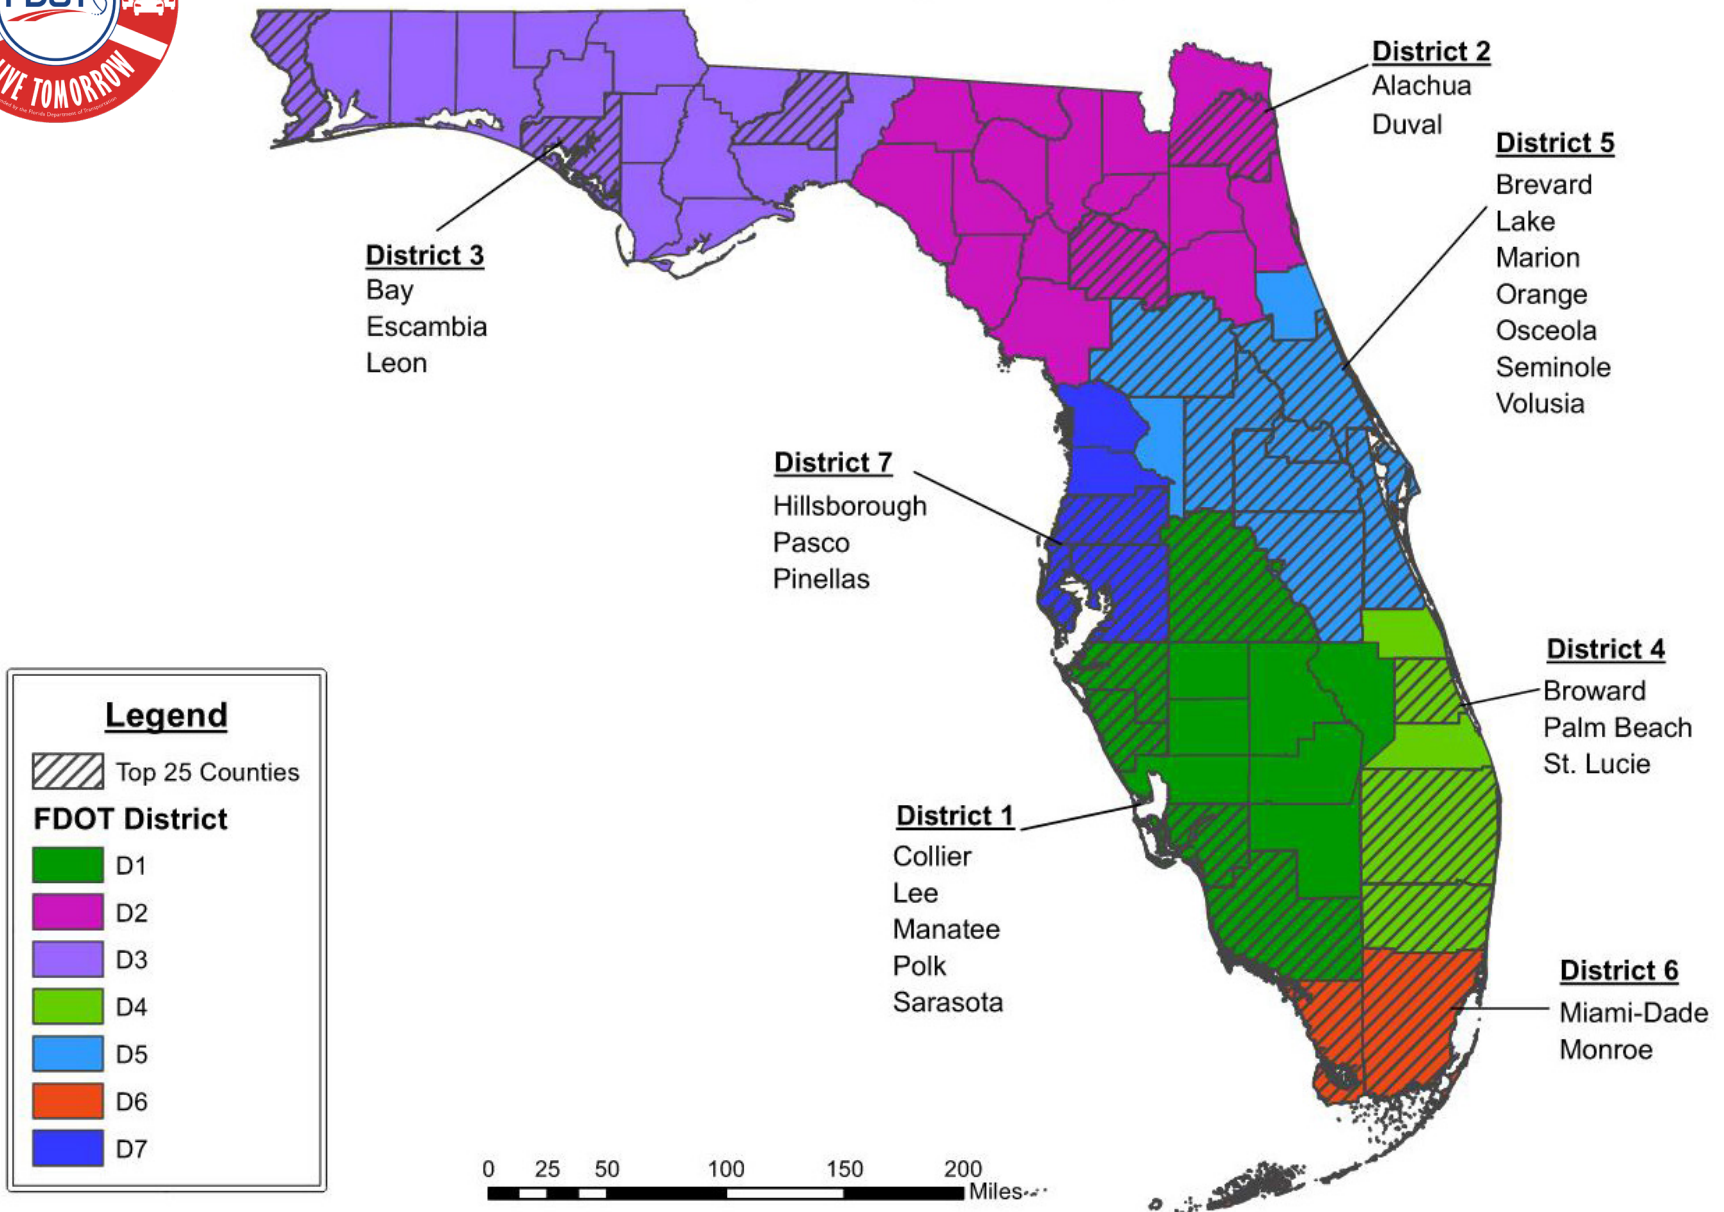 FDOT
IVE TOMORROW
District 2
Alachua
Duval
District 5
Brevard
Lake
Marion
Orange
Osceola
Seminole
Volusia
District 3
Bay
Escambia
Leon
District 7
Hillsborough
Pasco
Pinellas
District 4
Broward
Palm Beach
St. Lucie
District 1
Collier
Lee
Manatee
Polk
Sarasota
District 6
Miami-Dade
Monroe
Legend
Top 25 Counties
FDOT District
D1
D2
D3
D4
D5
D6
D7
0 25 50 100 150 200
Miles